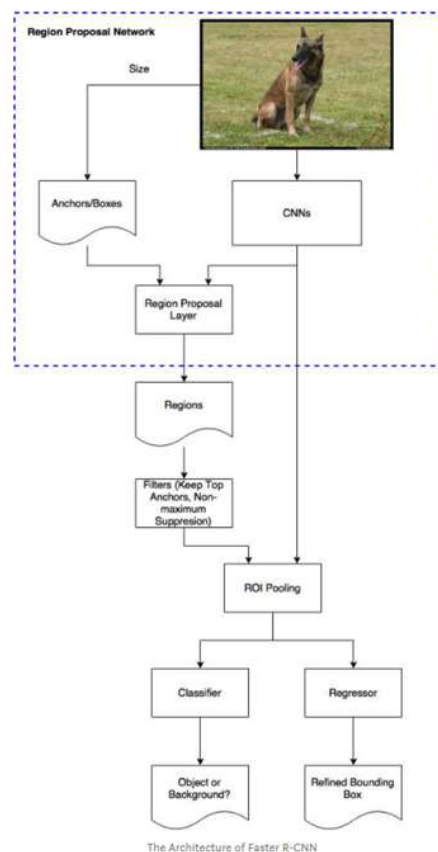 Region Proposal Network
Size
Anchors/Boxes
CNNs
Region Proposal
Layer
Regions
Filters (Keep Top
Anchors, Non-
maximum
Suppresion)
ROI Pooling
Classifier
Regressor
Object or
Background?
Refined Bounding
Box
The Architecture of Faster R-CNN